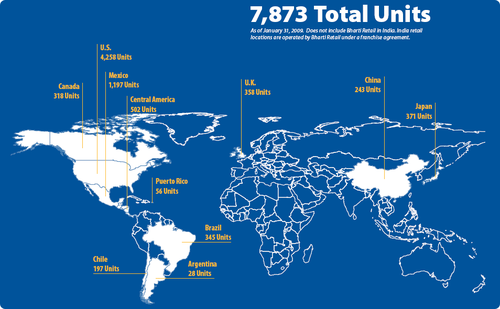 7,873 Total Units
As of January 31, 2009. Does not include Bharti Retail in India. India retail
locations are operated by Bharti Retail under a franchise agreement.
U.S.
4,258 Units
Mexico
1,197 Units
Canada
318 Units
Central America
502 Units
U.K.
358 Units
China
243 Units
Japan
371 Units
Puerto Rico
56 Units
Brazil
345 Units
Chile
197 Units
Argentina
28 Units